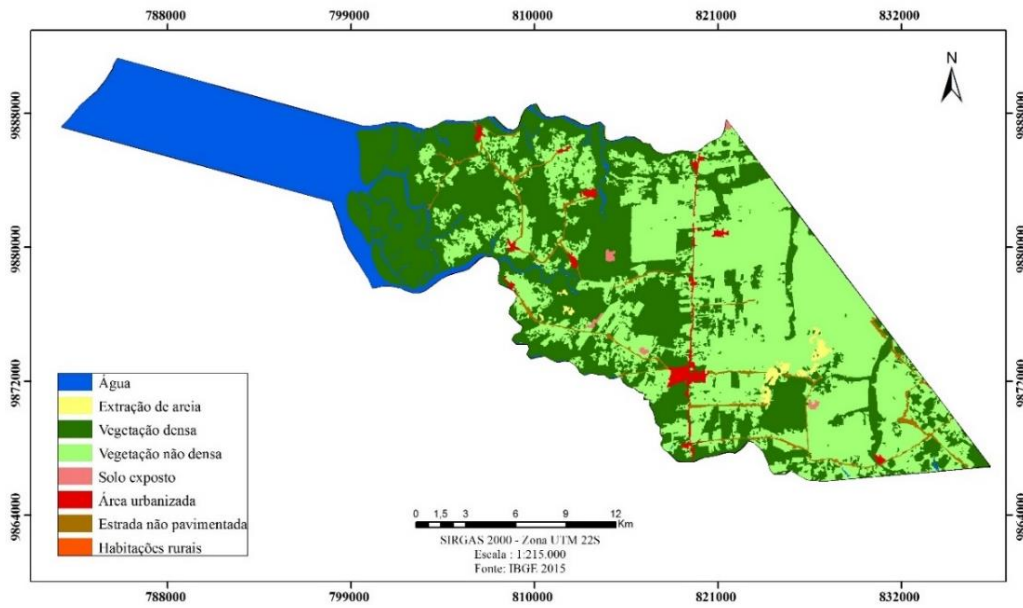 788000 799000 810000 821000 832000
N
9888000 9888000
9880000 9880000
9872000 9872000
9864000 9864000
Água
Extração de areia
Vegetação densa
Vegetação não densa
Solo exposto
Área urbanizada
Estrada não pavimentada
Habitações rurais
0 1,5 3 6 9 12
Km
SIRGAS 2000 - Zona UTM 22S
Escala : 1:215.000
Fonte: IBGE 2015
788000 799000 810000 821000 832000